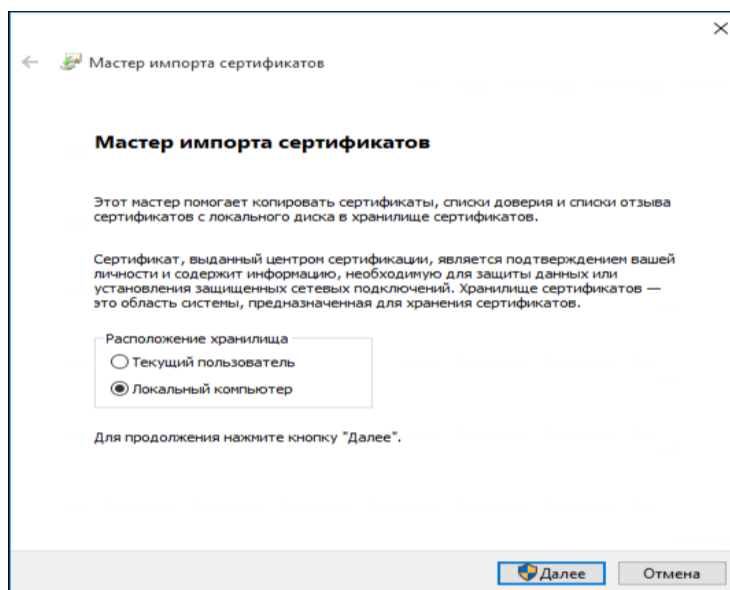 Мастер импорта сертификатов
Мастер импорта сертификатов
Этот мастер помогает копировать сертификаты, списки доверия и списки отзыва
сертификатов с локального диска в хранилище сертификатов.
Сертификат, выданный центром сертификации, является подтверждением вашей
личности и содержит информацию, необходимую для защиты данных или
установления защищенных сетевых подключений. Хранилище сертификатов —
это область системы, предназначенная для хранения сертификатов.
Расположение хранилища
Текущий пользователь
Локальный компьютер
Для продолжения нажмите кнопку "Далее".
Далее Отмена